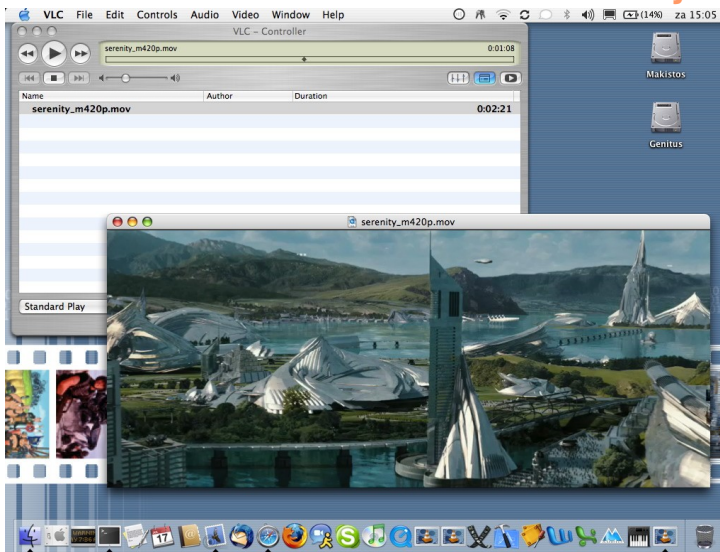 VLC File Edit Controls Audio Video Window Help (14%) za 15:05
VLC – Controller
serenity_m420p.mov 0:01:08
Name Author Duration
serenity_m420p.mov 0:02:21
Makistos
Genitus
serenity_m420p.mov
Standard Play
17